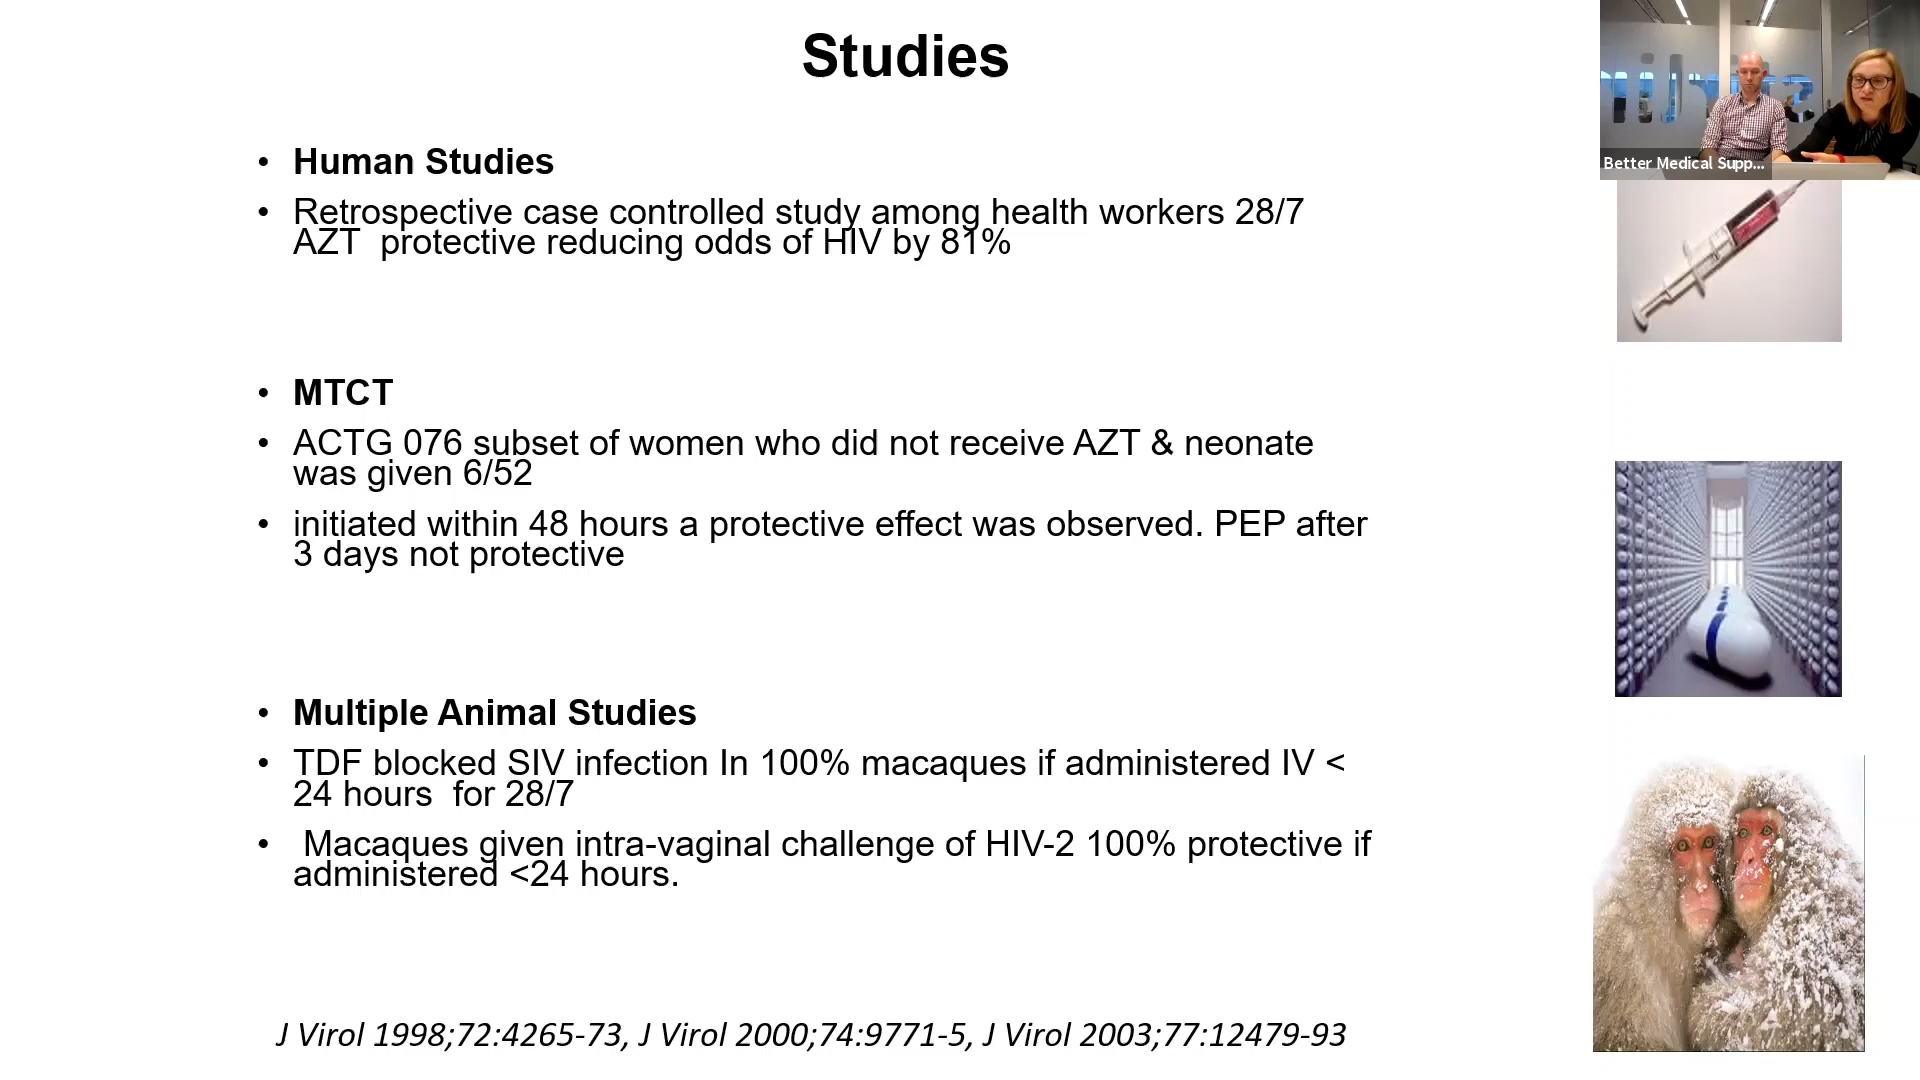 Studies
• Human Studies
• Retrospective case controlled study among health workers 28/7
AZT  protective reducing odds of HIV by 81%
• MTCT
• ACTG 076 subset of women who did not receive AZT & neonate
was given 6/52
• initiated within 48 hours a protective effect was observed. PEP after
3 days not protective
• Multiple Animal Studies
• TDF blocked SIV infection In 100% macaques if administered IV <
24 hours  for 28/7
•  Macaques given intra-vaginal challenge of HIV-2 100% protective if
administered <24 hours.
J Virol 1998;72:4265-73, J Virol 2000;74:9771-5, J Virol 2003;77:12479-93
Better Medical Supp...